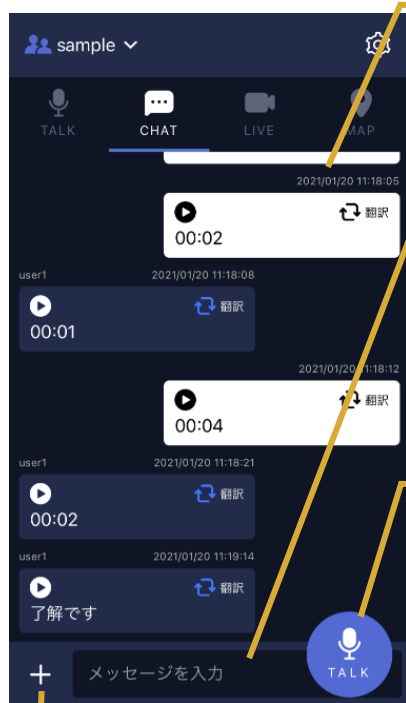 sample
TALK
CHAT
LIVE
MAP
2021/01/20 11:18:05
翻訳
00:02
user1
2021/01/20 11:18:08
翻訳
00:01
2021/01/20 11:18:12
翻訳
00:04
user1
2021/01/20 11:18:21
翻訳
00:02
user1
2021/01/20 11:19:14
翻訳
了解です
メッセージを入力
TALK